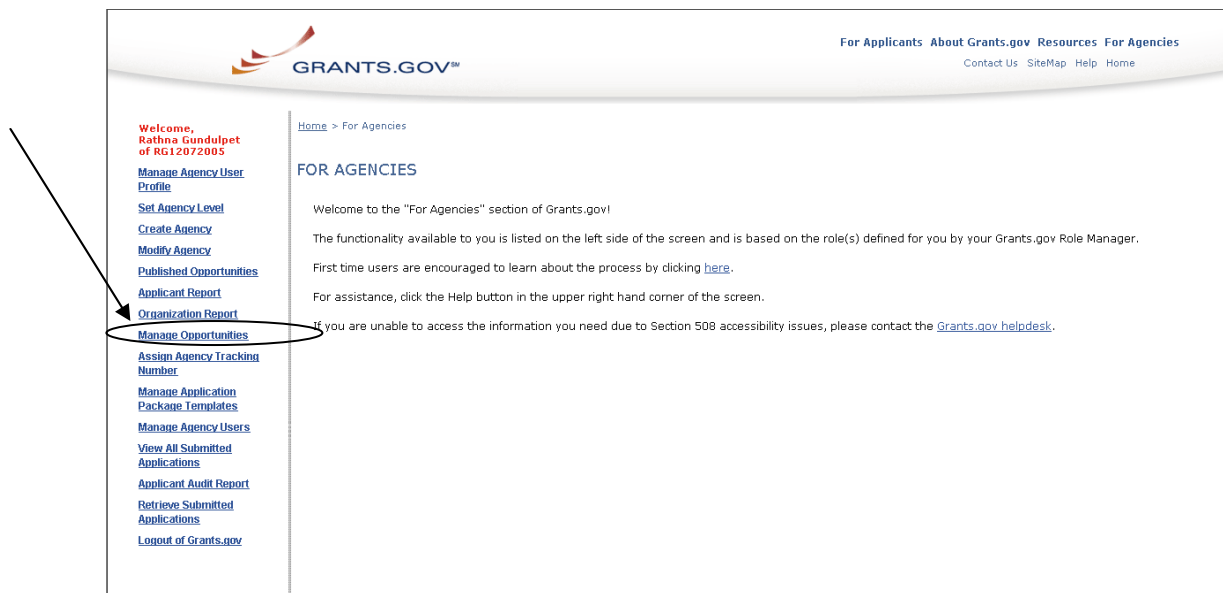 GRANTS.GOV℠
For Applicants About Grants.gov Resources For Agencies
Contact Us SiteMap Help Home
Welcome,
Rathna Gundulpet
of RG12072005
Manage Agency User
Profile
Set Agency Level
Create Agency
Modify Agency
Published Opportunities
Applicant Report
Organization Report
Manage Opportunities
Assign Agency Tracking
Number
Manage Application
Package Templates
Manage Agency Users
View All Submitted
Applications
Applicant Audit Report
Retrieve Submitted
Applications
Logout of Grants.gov
Home > For Agencies
FOR AGENCIES
Welcome to the "For Agencies" section of Grants.gov!
The functionality available to you is listed on the left side of the screen and is based on the role(s) defined for you by your Grants.gov Role Manager.
First time users are encouraged to learn about the process by clicking here.
For assistance, click the Help button in the upper right hand corner of the screen.
If you are unable to access the information you need due to Section 508 accessibility issues, please contact the Grants.gov helpdesk.